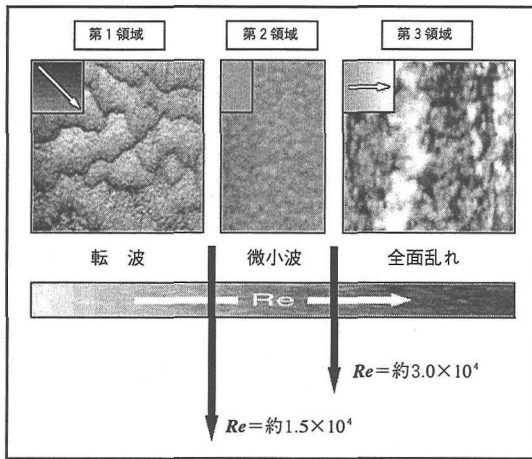 第1領域
第2領域
第3領域
転　波
微小波
全面乱れ
Re
Re＝約3.0×10⁴
Re＝約1.5×10⁴